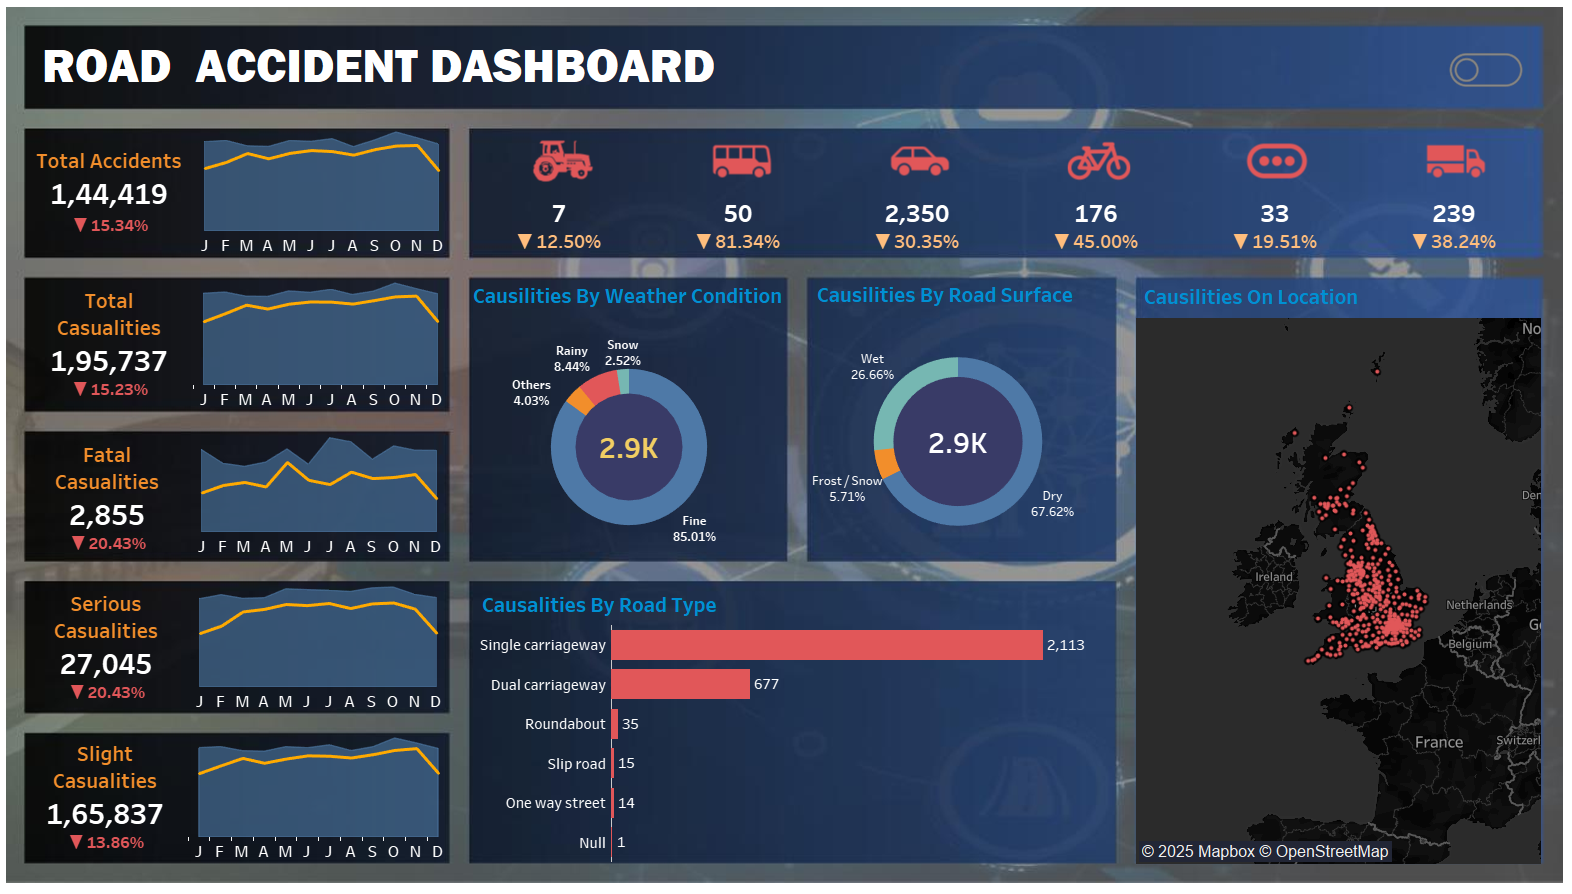 ROAD  ACCIDENT DASHBOARD
Total Accidents
1,44,419
▼ 15.34%
J F M A M J J A S O N D
7
▼ 12.50%
50
▼ 81.34%
2,350
▼ 30.35%
176
▼ 45.00%
33
▼ 19.51%
239
▼ 38.24%
Total
Casualities
1,95,737
▼ 15.23%
J F M A M J J A S O N D
Fatal
Casualities
2,855
▼ 20.43%
J F M A M J J A S O N D
Serious
Casualities
27,045
▼ 20.43%
J F M A M J J A S O N D
Slight
Casualities
1,65,837
▼ 13.86%
J F M A M J J A S O N D
Causilities By Weather Condition
Snow
2.52%
Rainy
8.44%
Others
4.03%
2.9K
Fine
85.01%
Causilities By Road Surface
Wet
26.66%
2.9K
Frost / Snow
5.71%
Dry
67.62%
Causalities By Road Type
Single carriageway 2,113
Dual carriageway 677
Roundabout 35
Slip road 15
One way street 14
Null 1
Causilities On Location
No
Den
Ireland
Netherlands
G
Belgium
France
Switzerl
© 2025 Mapbox © OpenStreetMap